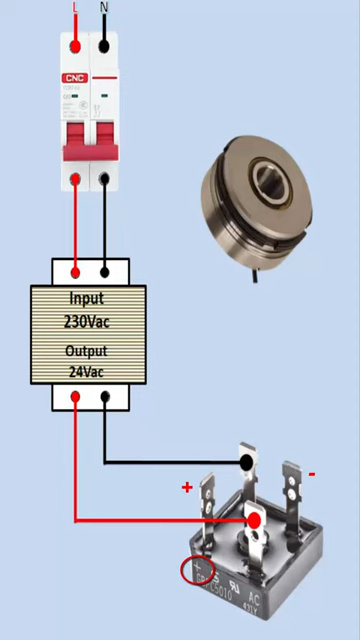 L N
CNC
Input
230Vac
Output
24Vac
+ -
+
AC